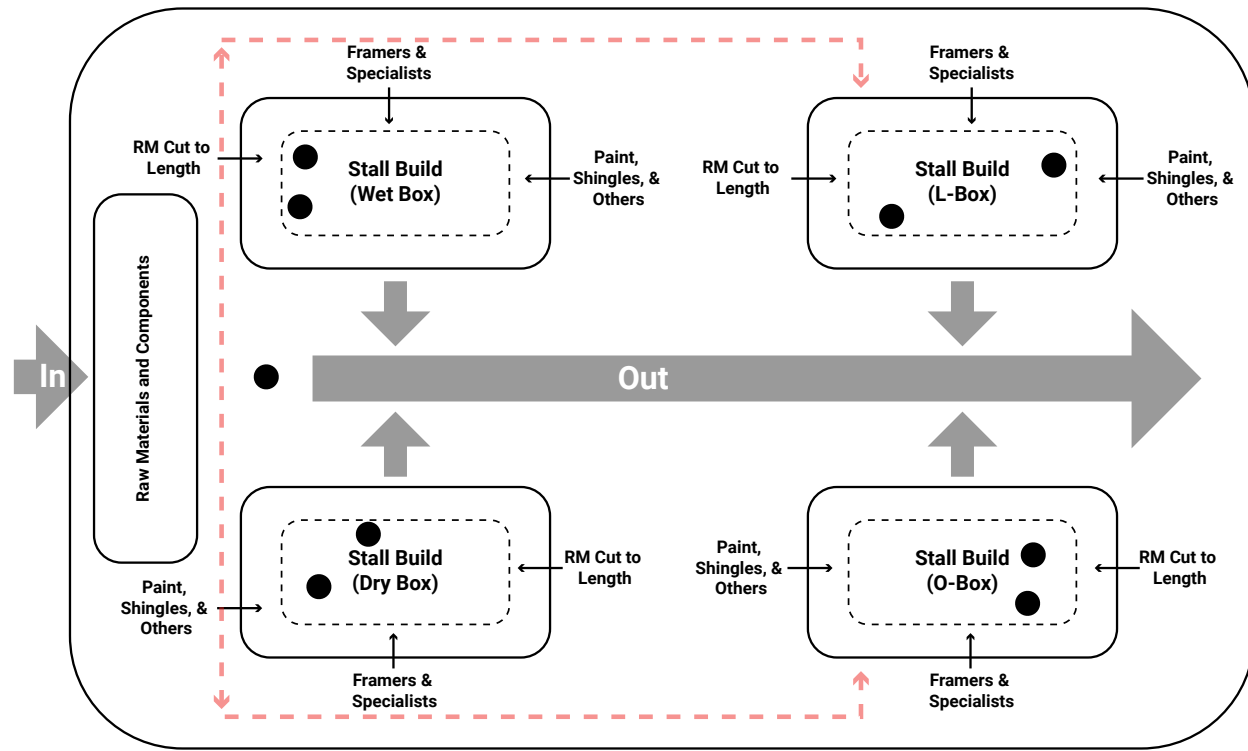 Framers &
Specialists
Framers &
Specialists
RM Cut to
Length
Stall Build
(Wet Box)
Paint,
Shingles, &
Others
RM Cut to
Length
Stall Build
(L-Box)
Paint,
Shingles, &
Others
Raw Materials and Components
In
Out
Paint,
Shingles, &
Others
Stall Build
(Dry Box)
RM Cut to
Length
Paint,
Shingles, &
Others
Stall Build
(O-Box)
RM Cut to
Length
Framers &
Specialists
Framers &
Specialists